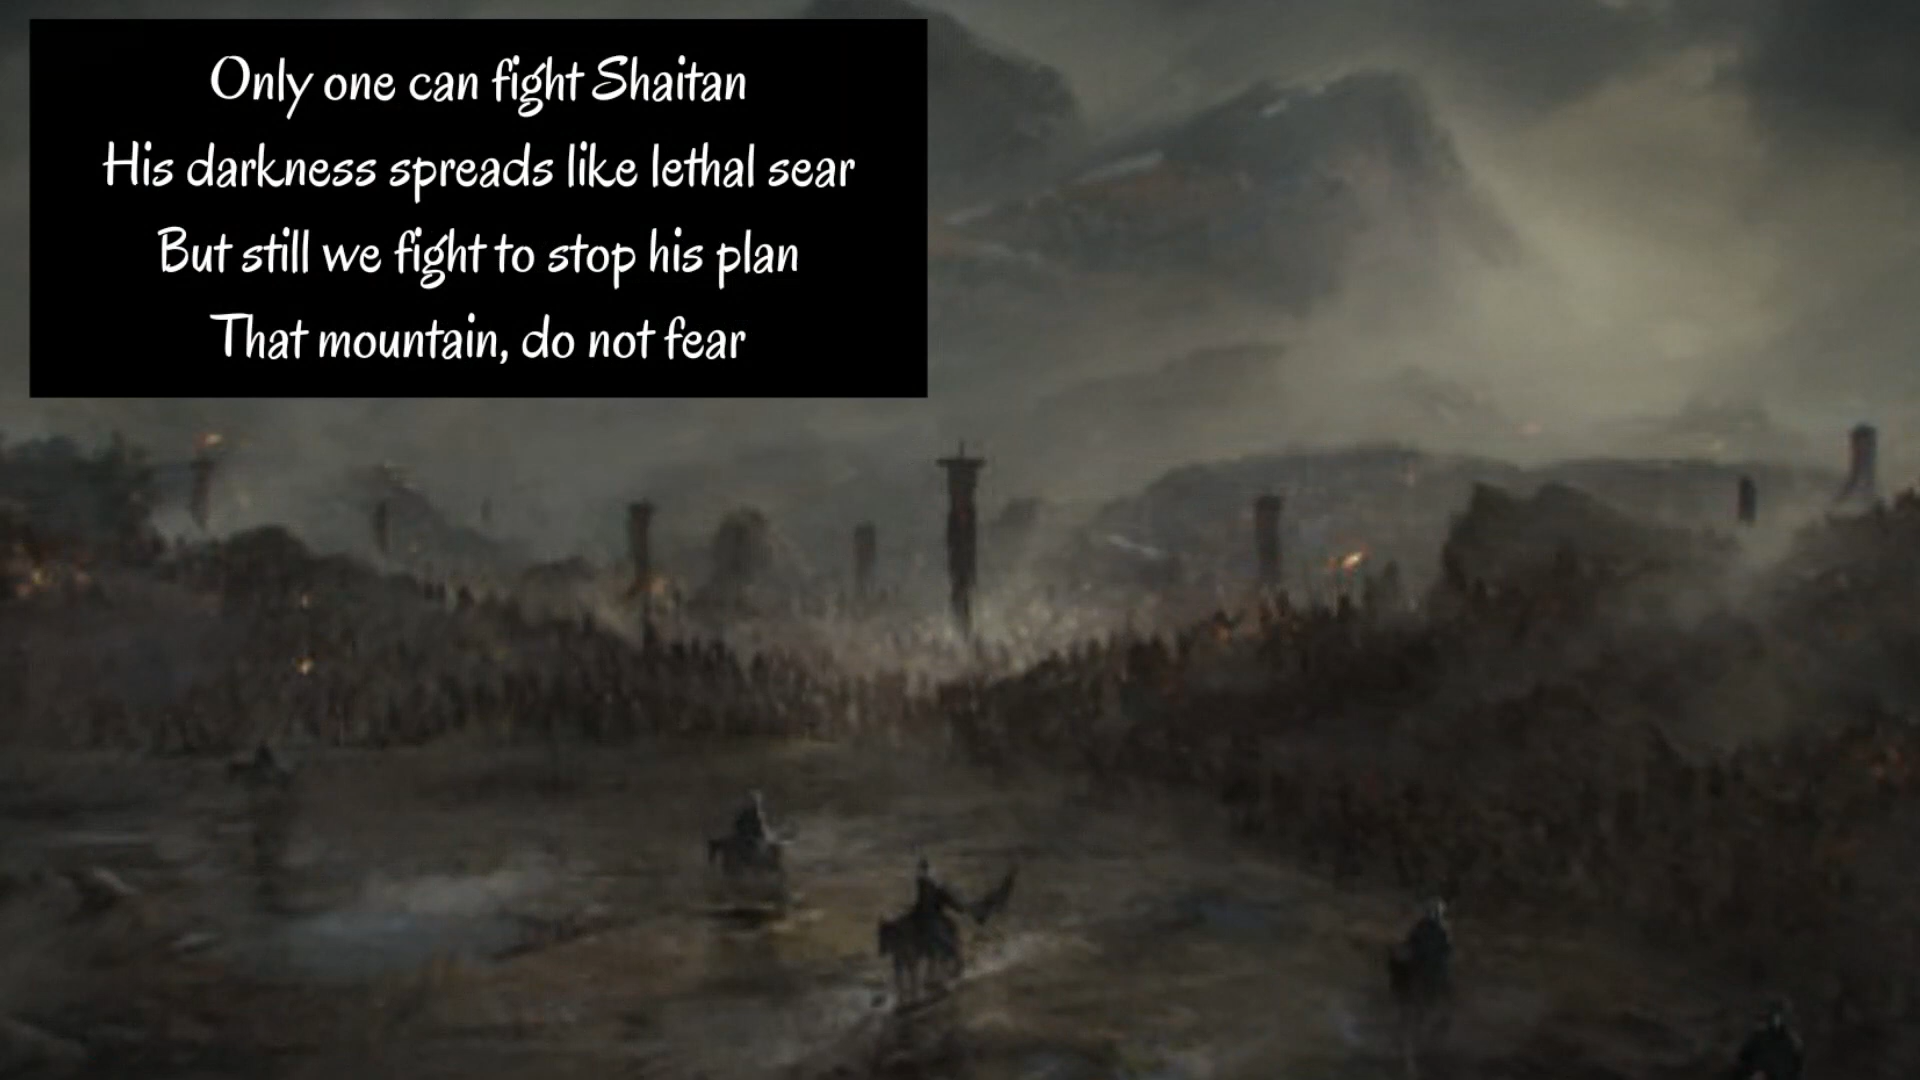 Only one can fight Shaitan
His darkness spreads like lethal sear
But still we fight to stop his plan
That mountain, do not fear